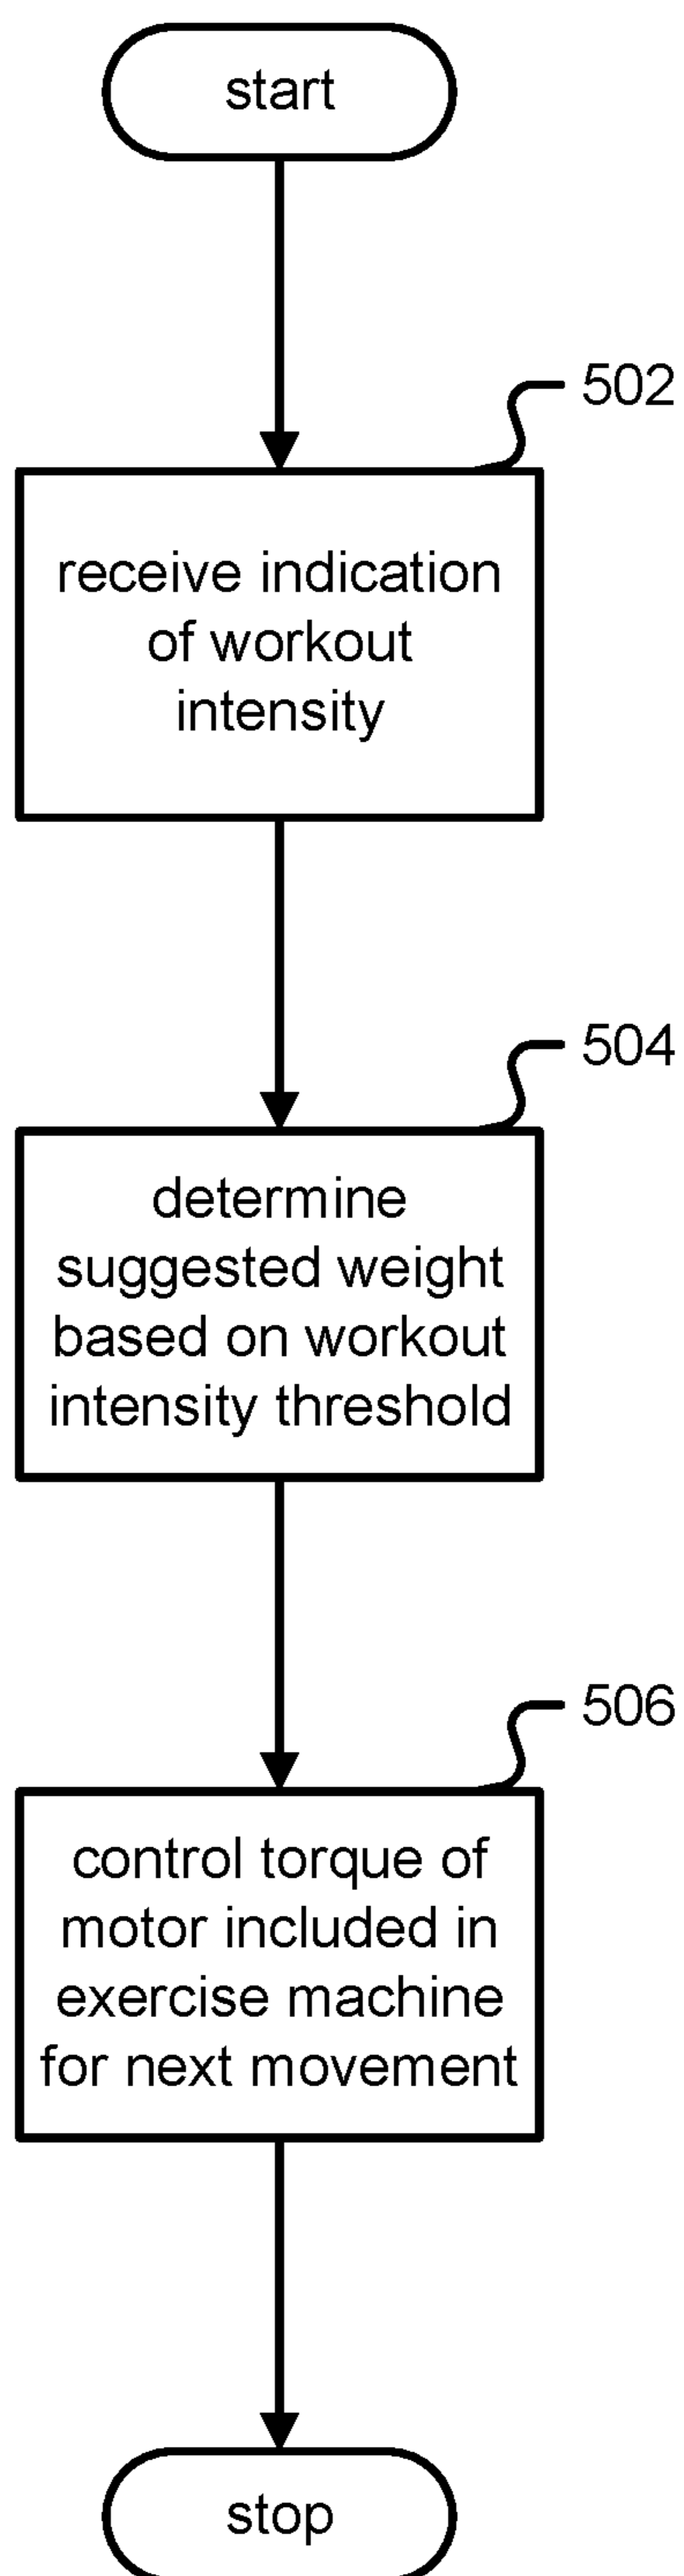 start
502
receive indication
of workout
intensity
504
determine
suggested weight
based on workout
intensity threshold
506
control torque of
motor included in
exercise machine
for next movement
stop